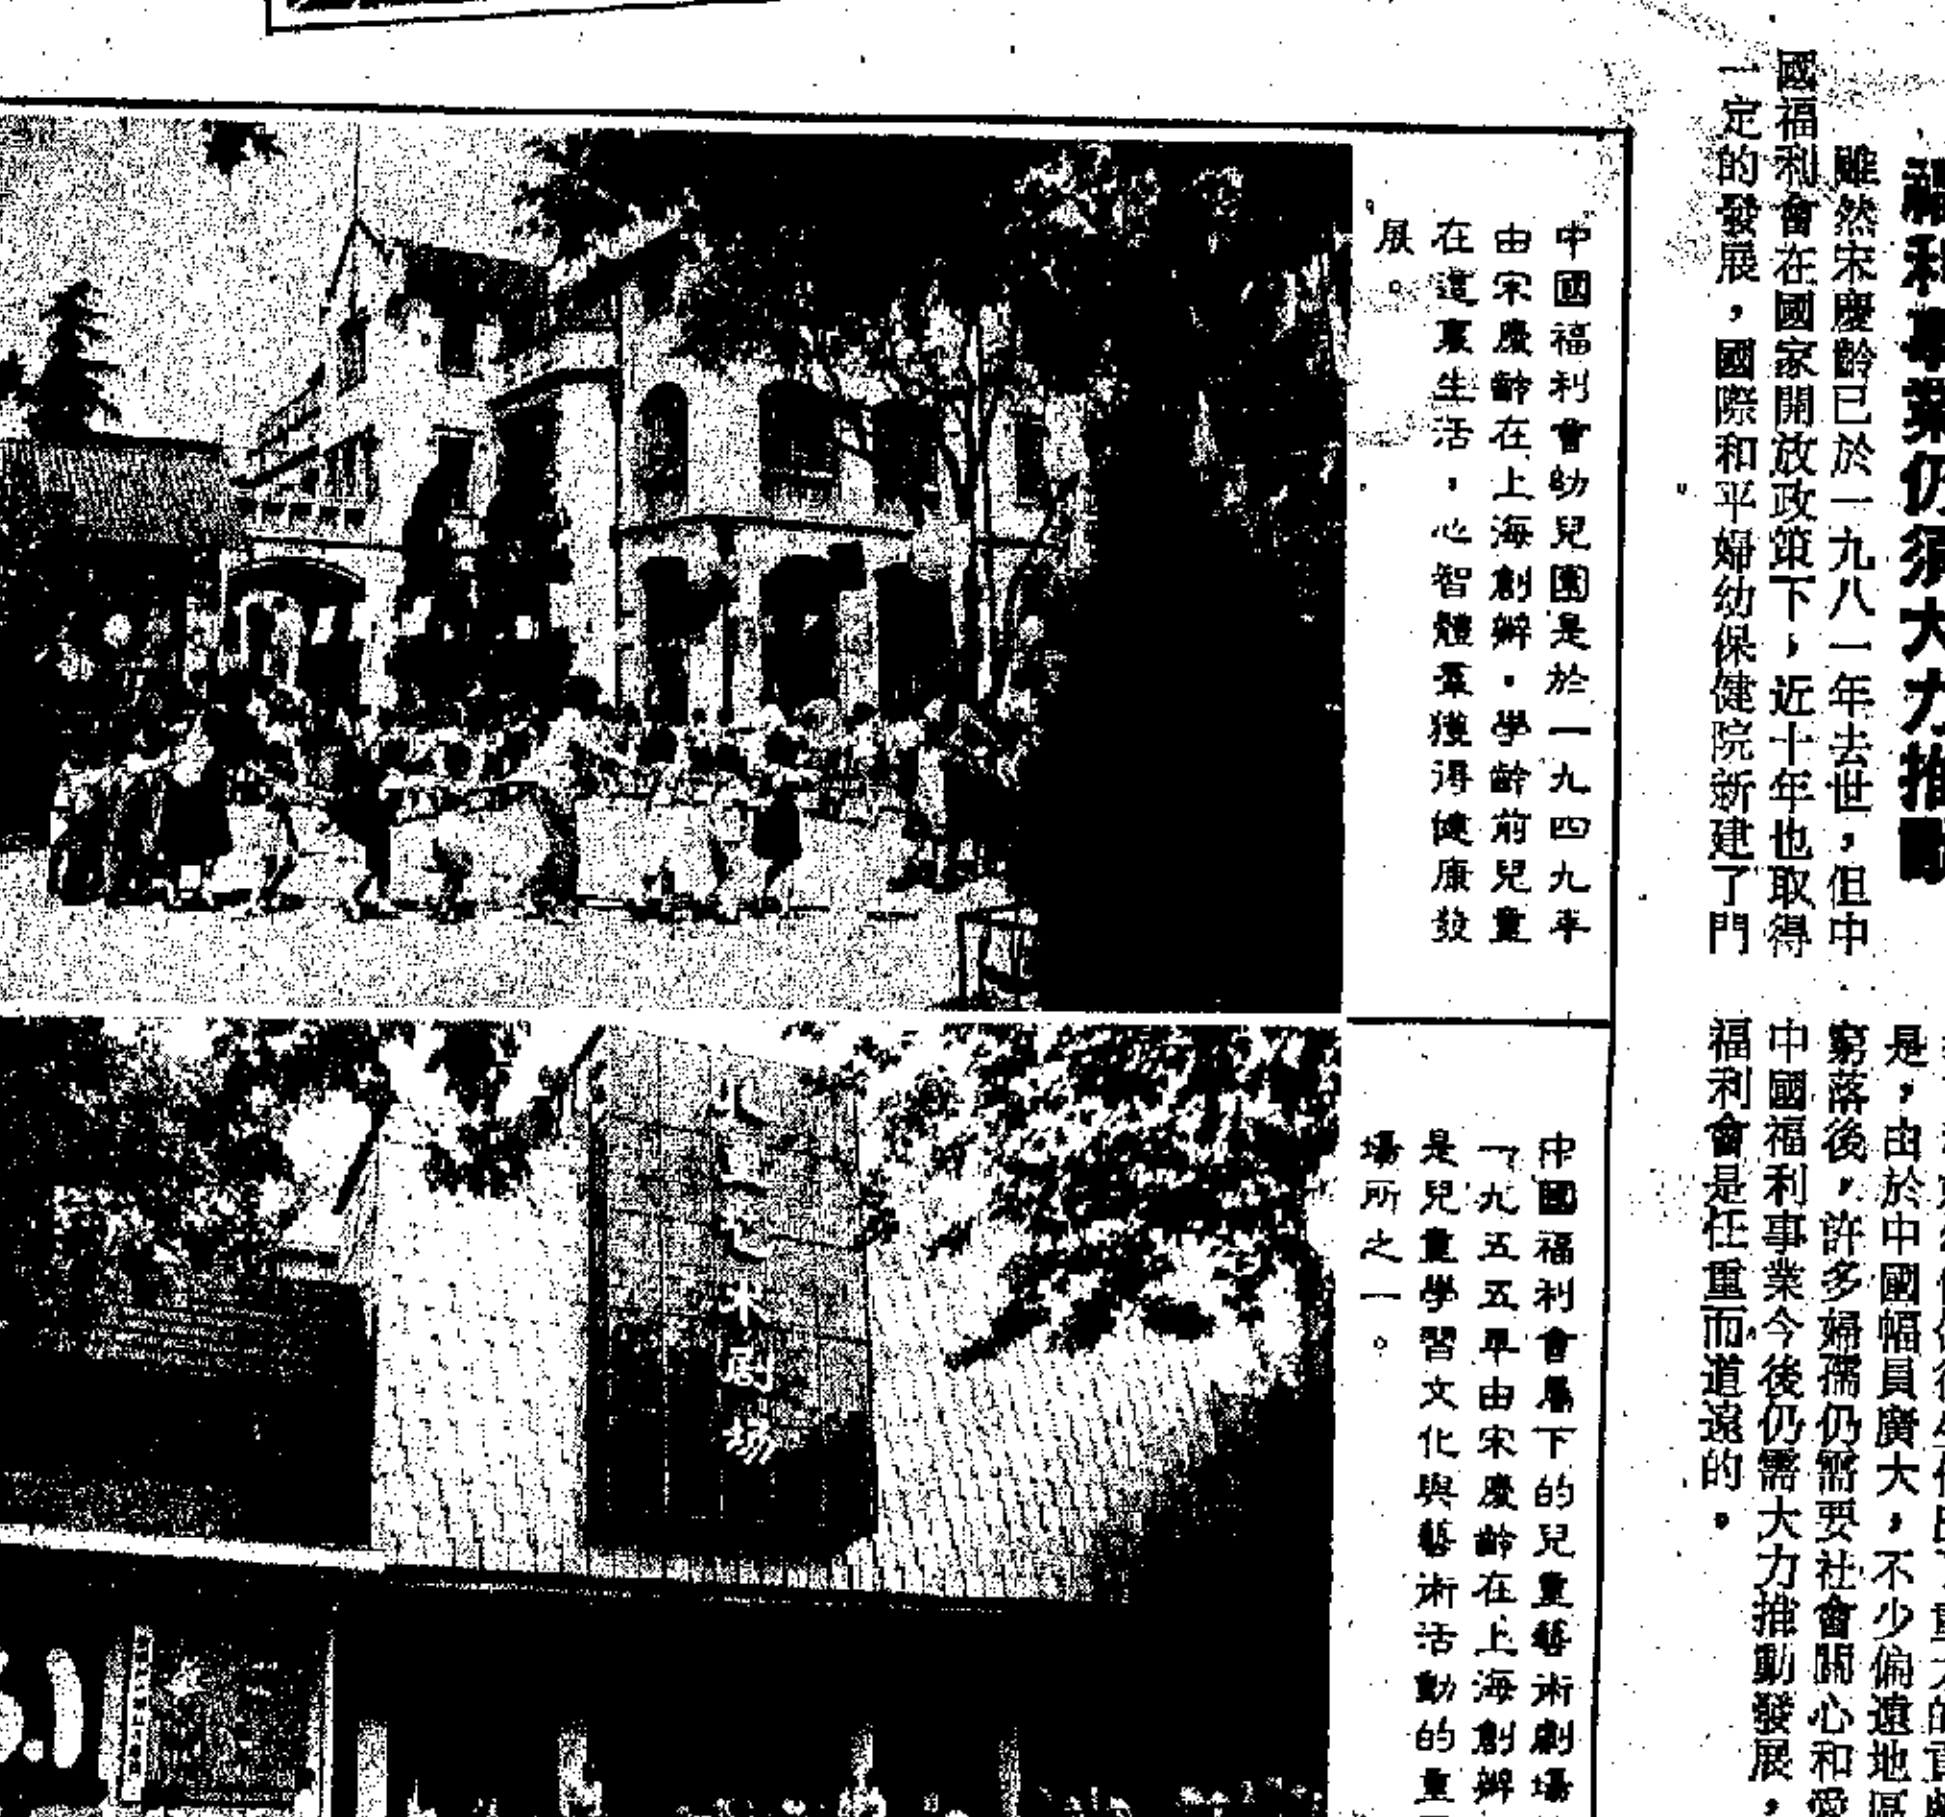 福利事業仍須大力推動
雖然宋慶齡已於一九八一年去世,但中
國福利會在國家開放政策下,近十年也取得
一定的發展,國際和平婦幼保健院新建了門
是,由於中國幅員廣大,不少偏遠地區
窮落後,許多婦孺仍需要社會關心和愛
中國福利事業今後仍需大力推動發展,
福利會是任重而道遠的。
中國福利會幼兒園是於一九四九年
由宋慶齡在上海創辦。學齡前兒童
在這裏生活,心智體羣獲得健康發
展。
中國福利會屬下的兒童藝術劇場
一九五五年由宋慶齡在上海創辦
是兒童學習文化與藝術活動的重
場所之一。
儿童艺术剧场